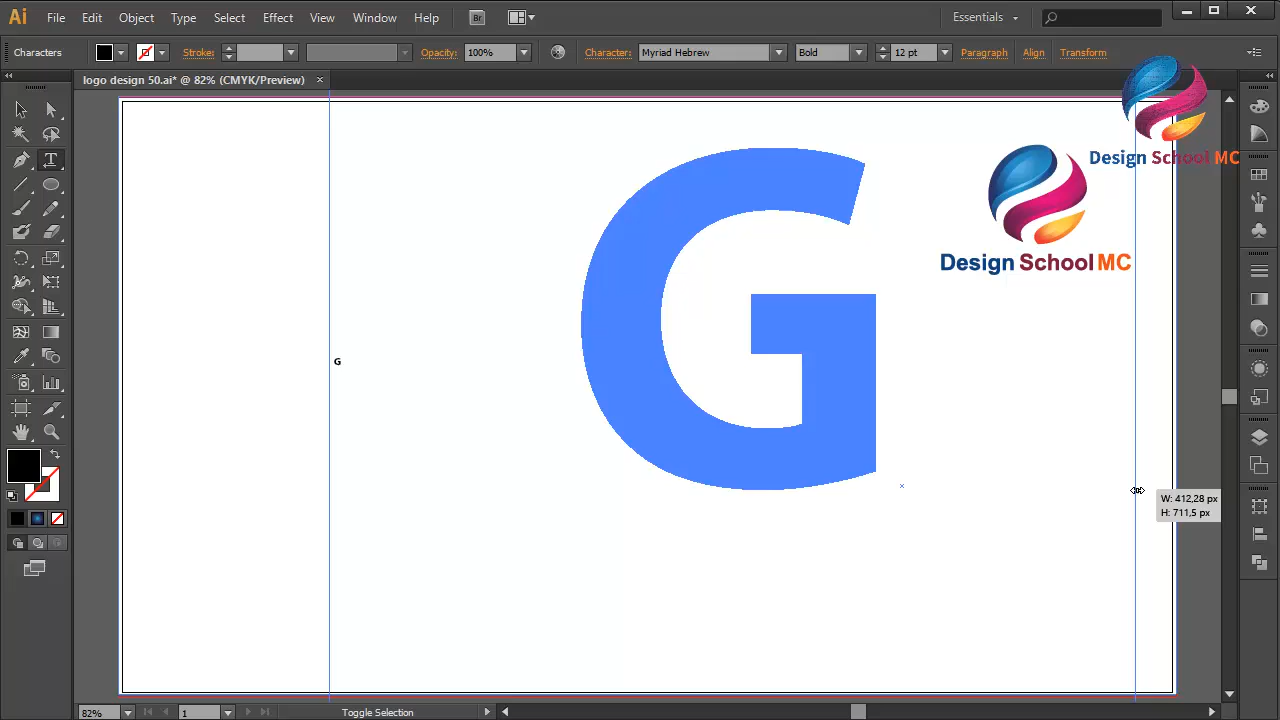 Ai File Edit Object Type Select Effect View Window Help Br Essentials
Characters Stroke: Opacity: 100% Character: Myriad Hebrew Bold 12 pt Paragraph Align Transform
logo design 50.ai* @ 82% (CMYK/Preview) ×
G
G
Design School MC
Design School MC
W: 412,28 px
H: 711,5 px
82% 1 Toggle Selection